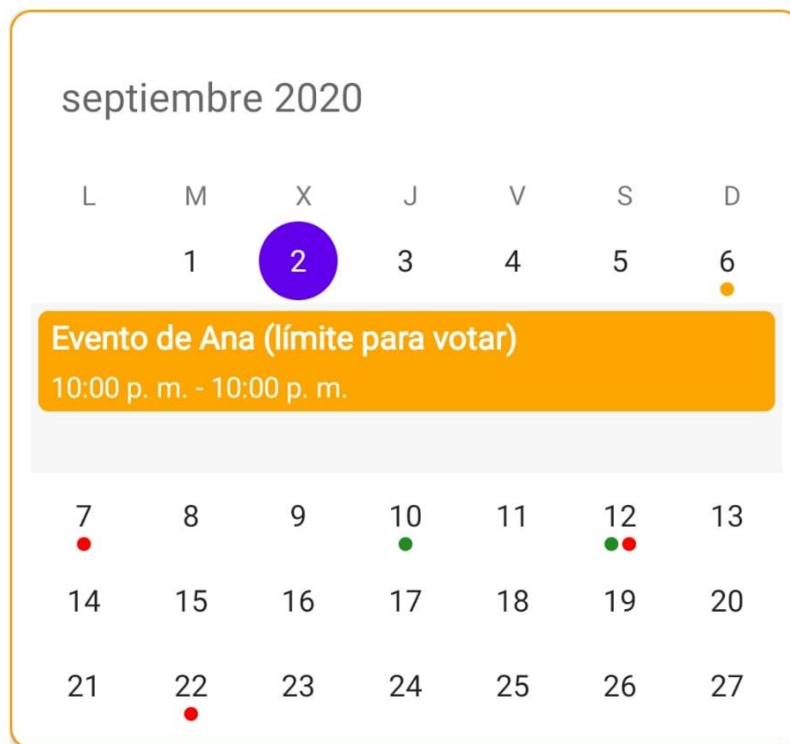 septiembre 2020
L M X J V S D
1 2 3 4 5 6
Evento de Ana (límite para votar)
10:00 p. m. - 10:00 p. m.
7 8 9 10 11 12 13
14 15 16 17 18 19 20
21 22 23 24 25 26 27